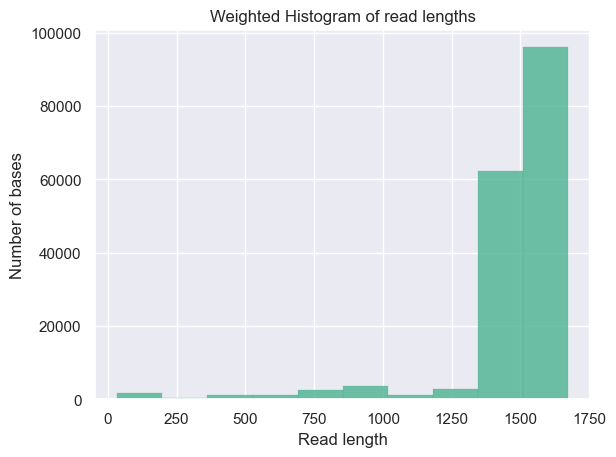 Weighted Histogram of read lengths
100000
80000
60000
40000
20000
0
Number of bases
0 250 500 750 1000 1250 1500 1750
Read length